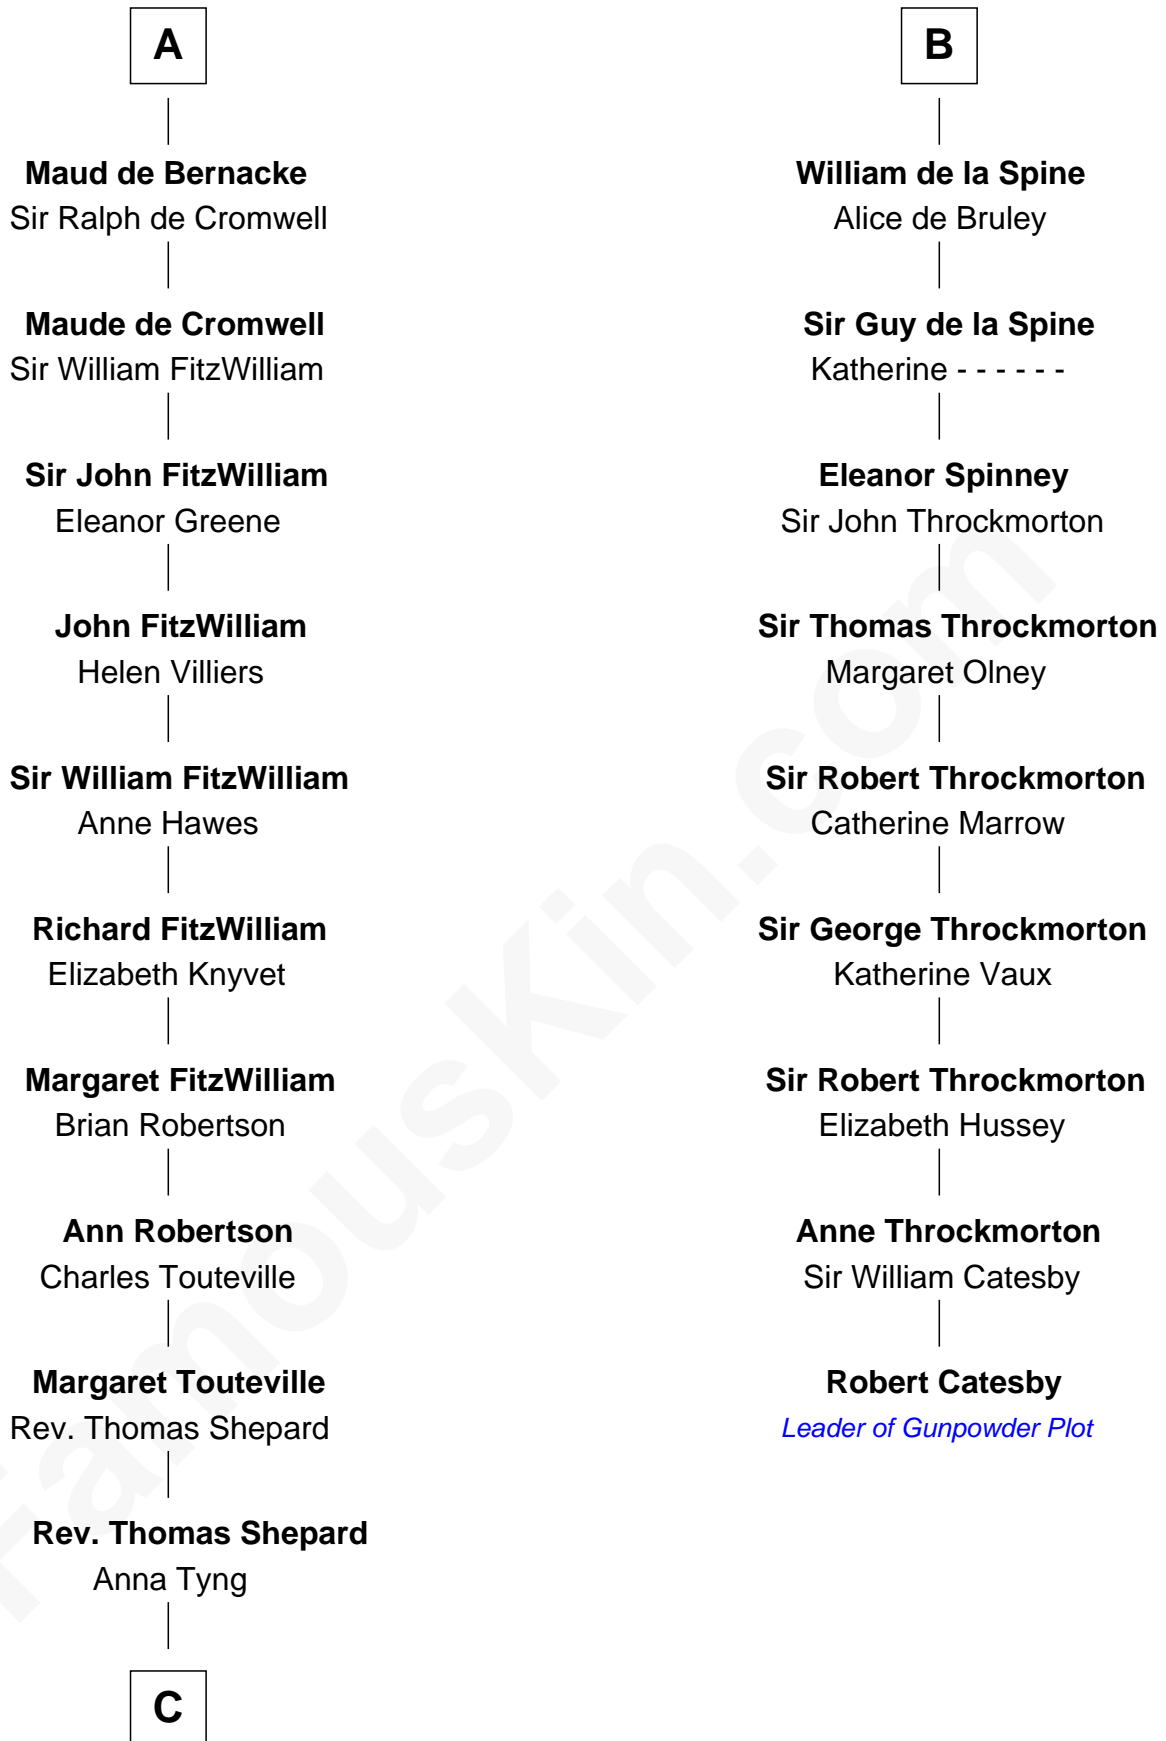 A
Maud de Bernacke
Sir Ralph de Cromwell
Maude de Cromwell
Sir William FitzWilliam
Sir John FitzWilliam
Eleanor Greene
John FitzWilliam
Helen Villiers
Sir William FitzWilliam
Anne Hawes
Richard FitzWilliam
Elizabeth Knyvet
Margaret FitzWilliam
Brian Robertson
Ann Robertson
Charles Touteville
Margaret Touteville
Rev. Thomas Shepard
Rev. Thomas Shepard
Anna Tyng
C
B
William de la Spine
Alice de Bruley
Sir Guy de la Spine
Katherine - - - - - -
Eleanor Spinney
Sir John Throckmorton
Sir Thomas Throckmorton
Margaret Olney
Sir Robert Throckmorton
Catherine Marrow
Sir George Throckmorton
Katherine Vaux
Sir Robert Throckmorton
Elizabeth Hussey
Anne Throckmorton
Sir William Catesby
Robert Catesby
Leader of Gunpowder Plot
FamousKin.com